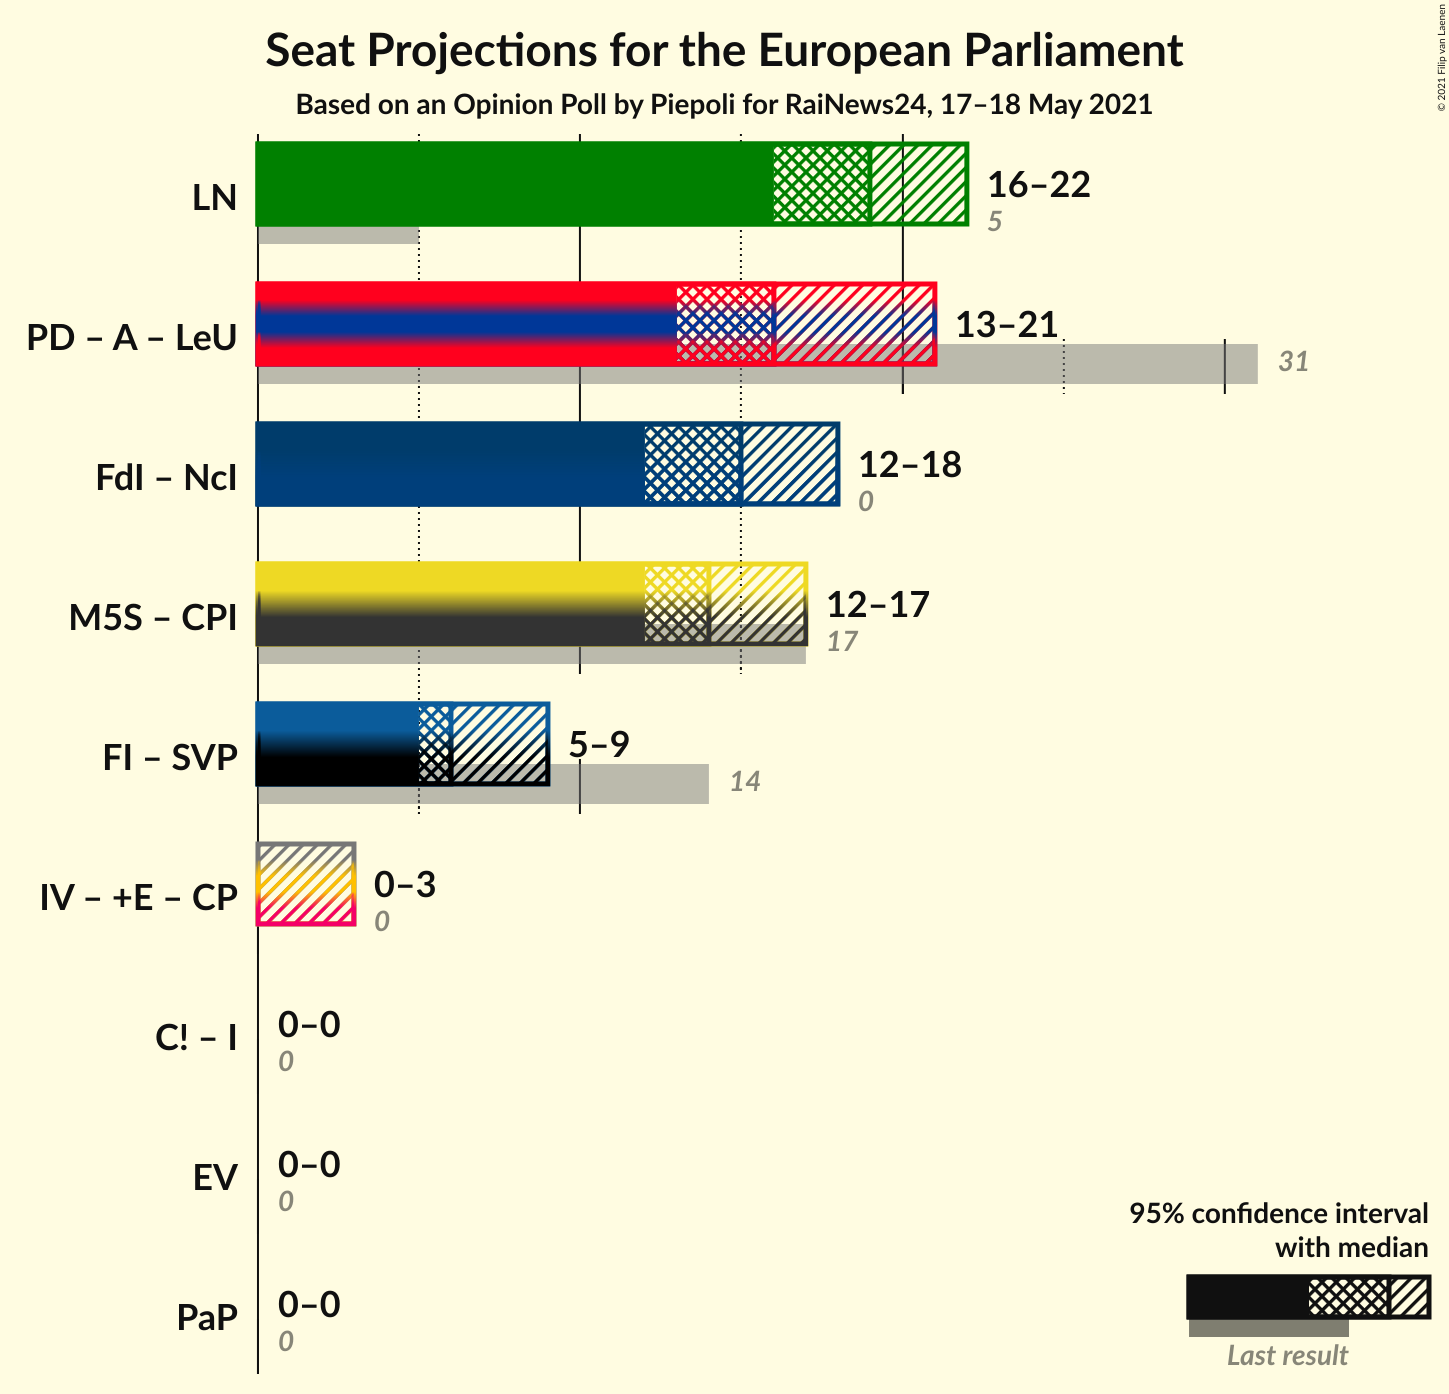 Seat Projections for the European Parliament
Based on an Opinion Poll by Piepoli for RaiNews24, 17–18 May 2021
© 2021 Filip van Laenen
LN
16–22
5
PD – A – LeU
13–21
31
FdI – NcI
12–18
0
M5S – CPI
12–17
17
FI – SVP
5–9
14
IV – +E – CP
0–3
0
C! – I
0–0
0
EV
0–0
0
PaP
0–0
0
95% confidence interval
with median
Last result